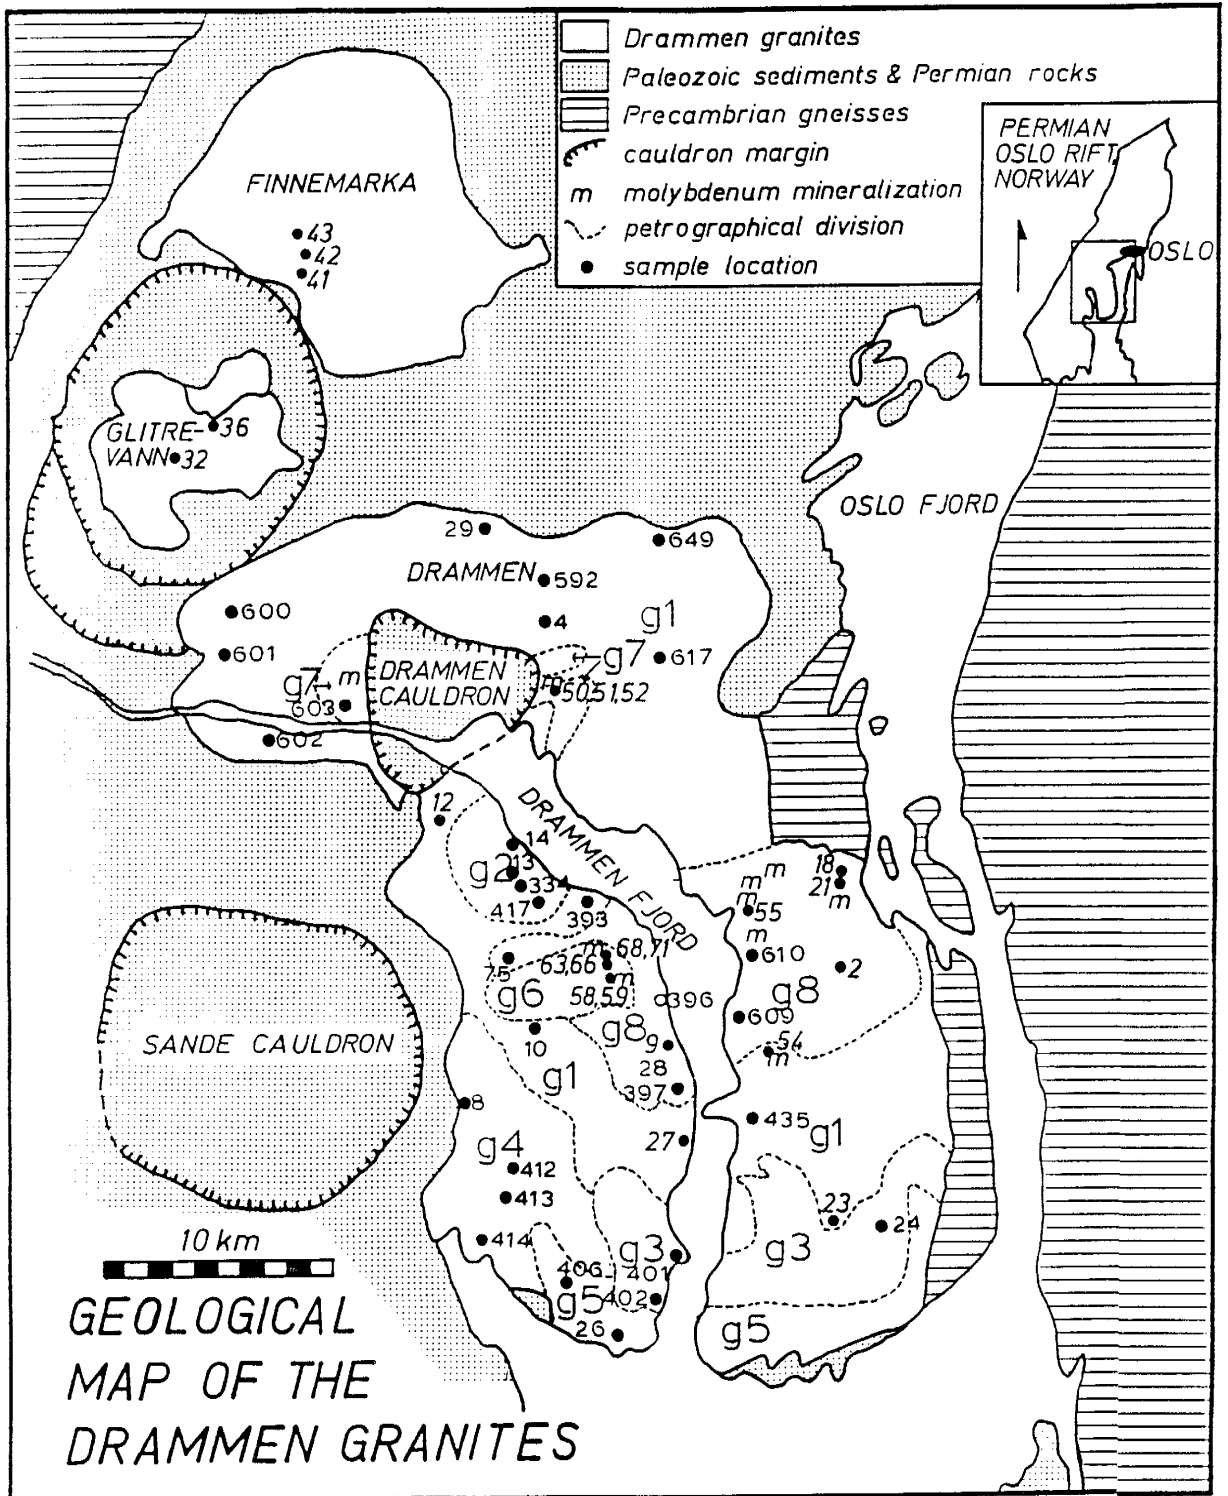 Drammen granites
Paleozoic sediments & Permian rocks
Precambrian gneisses
cauldron margin
m molybdenum mineralization
petrographical division
sample location
PERMIAN
OSLO RIFT,
NORWAY
OSLO
FINNEMARKA
43
42
41
GLITRE-
VANN
36
32
OSLO FJORD
29
649
DRAMMEN
592
600
4
g1
601
617
g7
m
DRAMMEN
CAULDRON
g7
m
50,51,52
603
602
12
DRAMMEN FJORD
14
13
g2
334
417
393
m
m
m
18
21
m
55
m
610
2
g8
609
54
m
75
m
68,71
63,66
m
58,59
g6
396
g8
9
10
28
397
g1
SANDE CAULDRON
8
27
435
g1
g4
412
413
414
23
24
g3
g3
401
406
g5
402
26
g5
10 km
GEOLOGICAL
MAP OF THE
DRAMMEN GRANITES